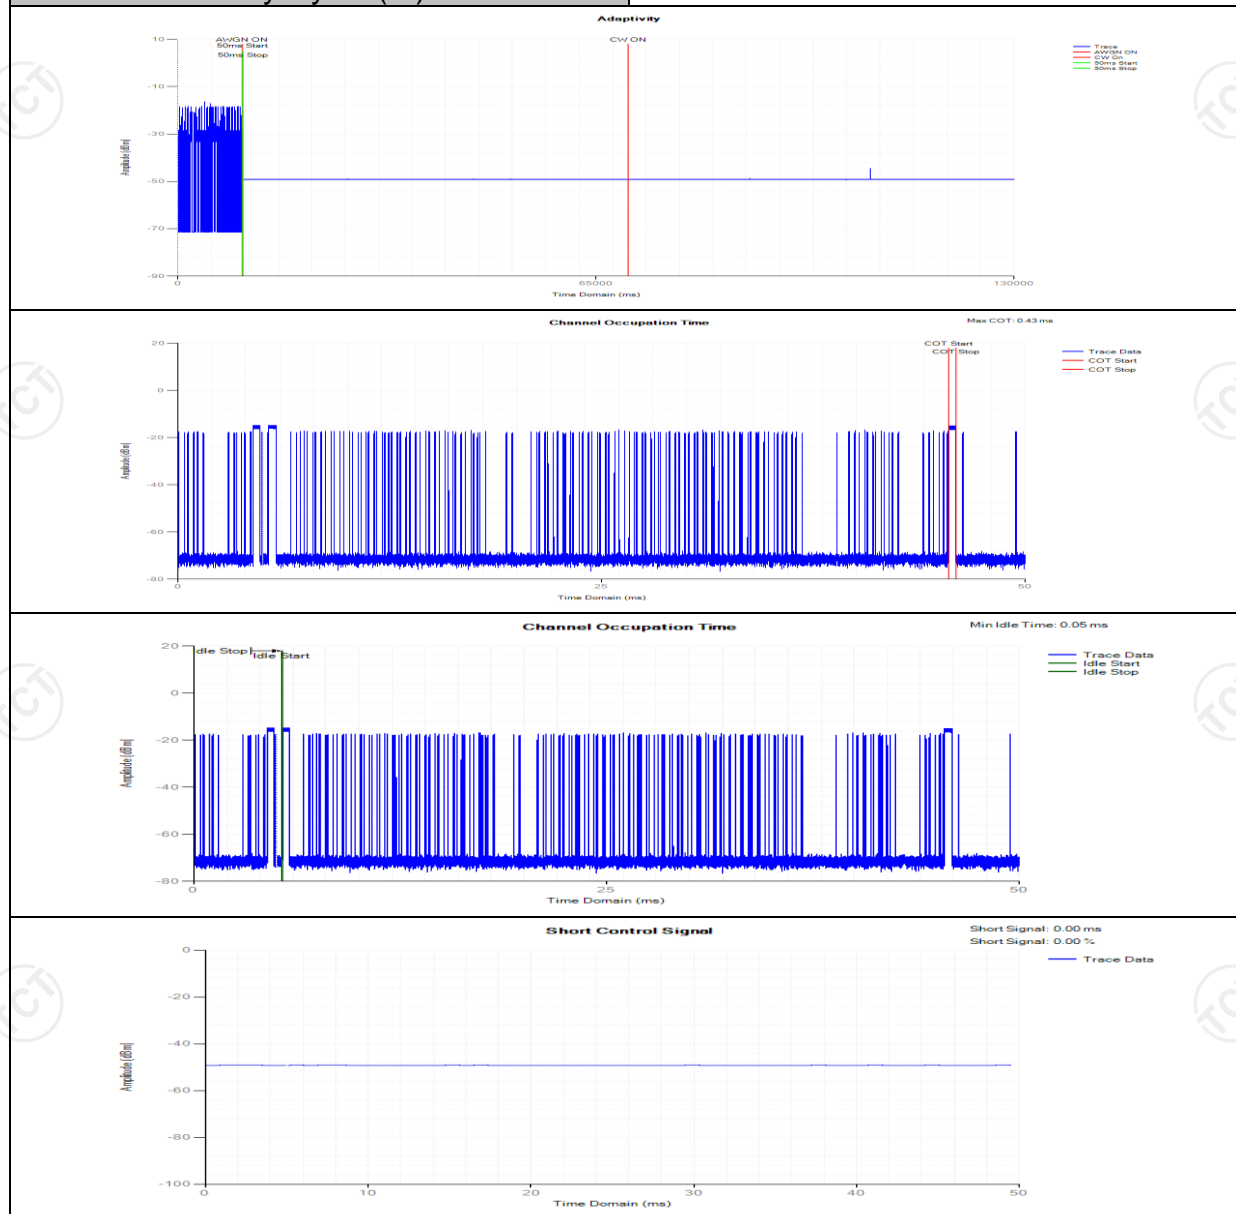 Adaptivity
AWGN ON
50ms Start
50ms Stop
CW ON
Trace
AWGN ON
CW On
50ms Start
50ms Stop
10
-10
-30
-50
-70
-90
Amplitude (dBm)
0
65000
130000
Time Domain (ms)
Channel Occupation Time
Max COT: 0.43 ms
COT Start
COT Stop
Trace Data
COT Start
COT Stop
20
0
-20
-40
-60
-80
Amplitude (dBm)
0
25
50
Time Domain (ms)
Channel Occupation Time
Min Idle Time: 0.05 ms
dle Stop
Idle Start
Trace Data
Idle Start
Idle Stop
20
0
-20
-40
-60
-80
Amplitude (dBm)
0
25
50
Time Domain (ms)
Short Control Signal
Short Signal: 0.00 ms
Short Signal: 0.00 %
Trace Data
0
-20
-40
-60
-80
-100
Amplitude (dBm)
0
10
20
30
40
50
Time Domain (ms)
TCT
TCT
TCT
TCT